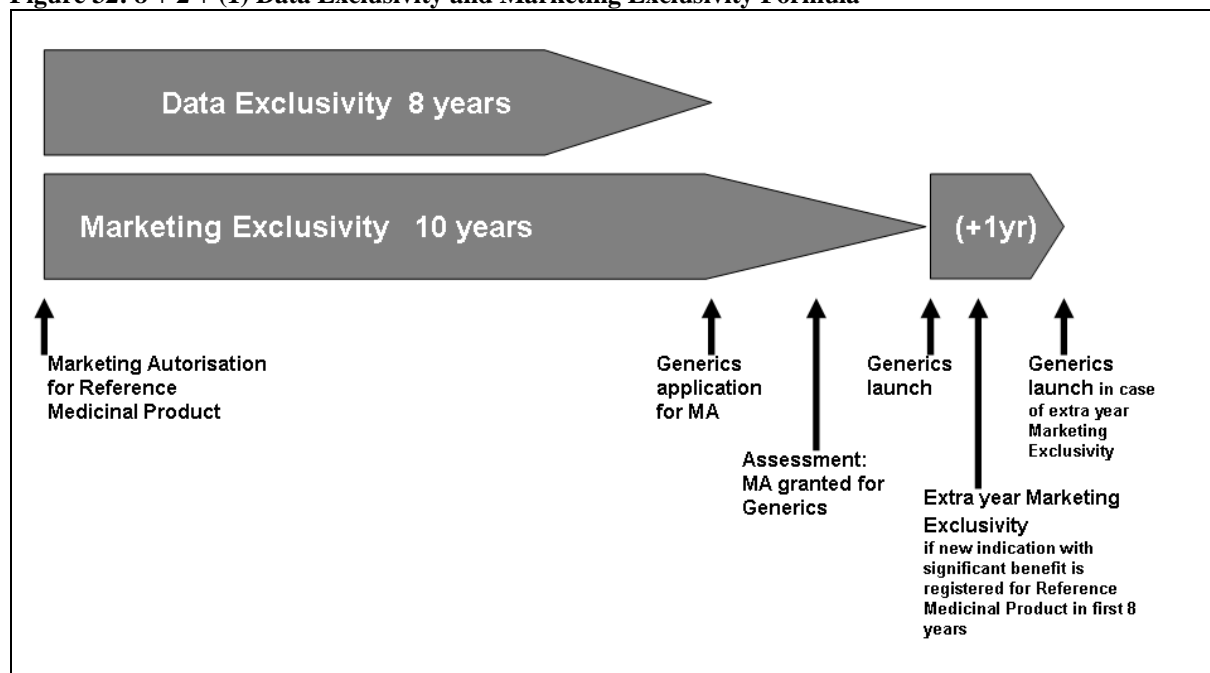 Figure 32: 8 + 2 + (1) Data Exclusivity and Marketing Exclusivity Formula
Data Exclusivity 8 years
Marketing Exclusivity 10 years
(+1yr)
Marketing Autorisation
for Reference
Medicinal Product
Generics
application
for MA
Assessment:
MA granted for
Generics
Generics
launch
Extra year Marketing
Exclusivity
if new indication with
significant benefit is
registered for Reference
Medicinal Product in first 8
years
Generics
launch in case
of extra year
Marketing
Exclusivity